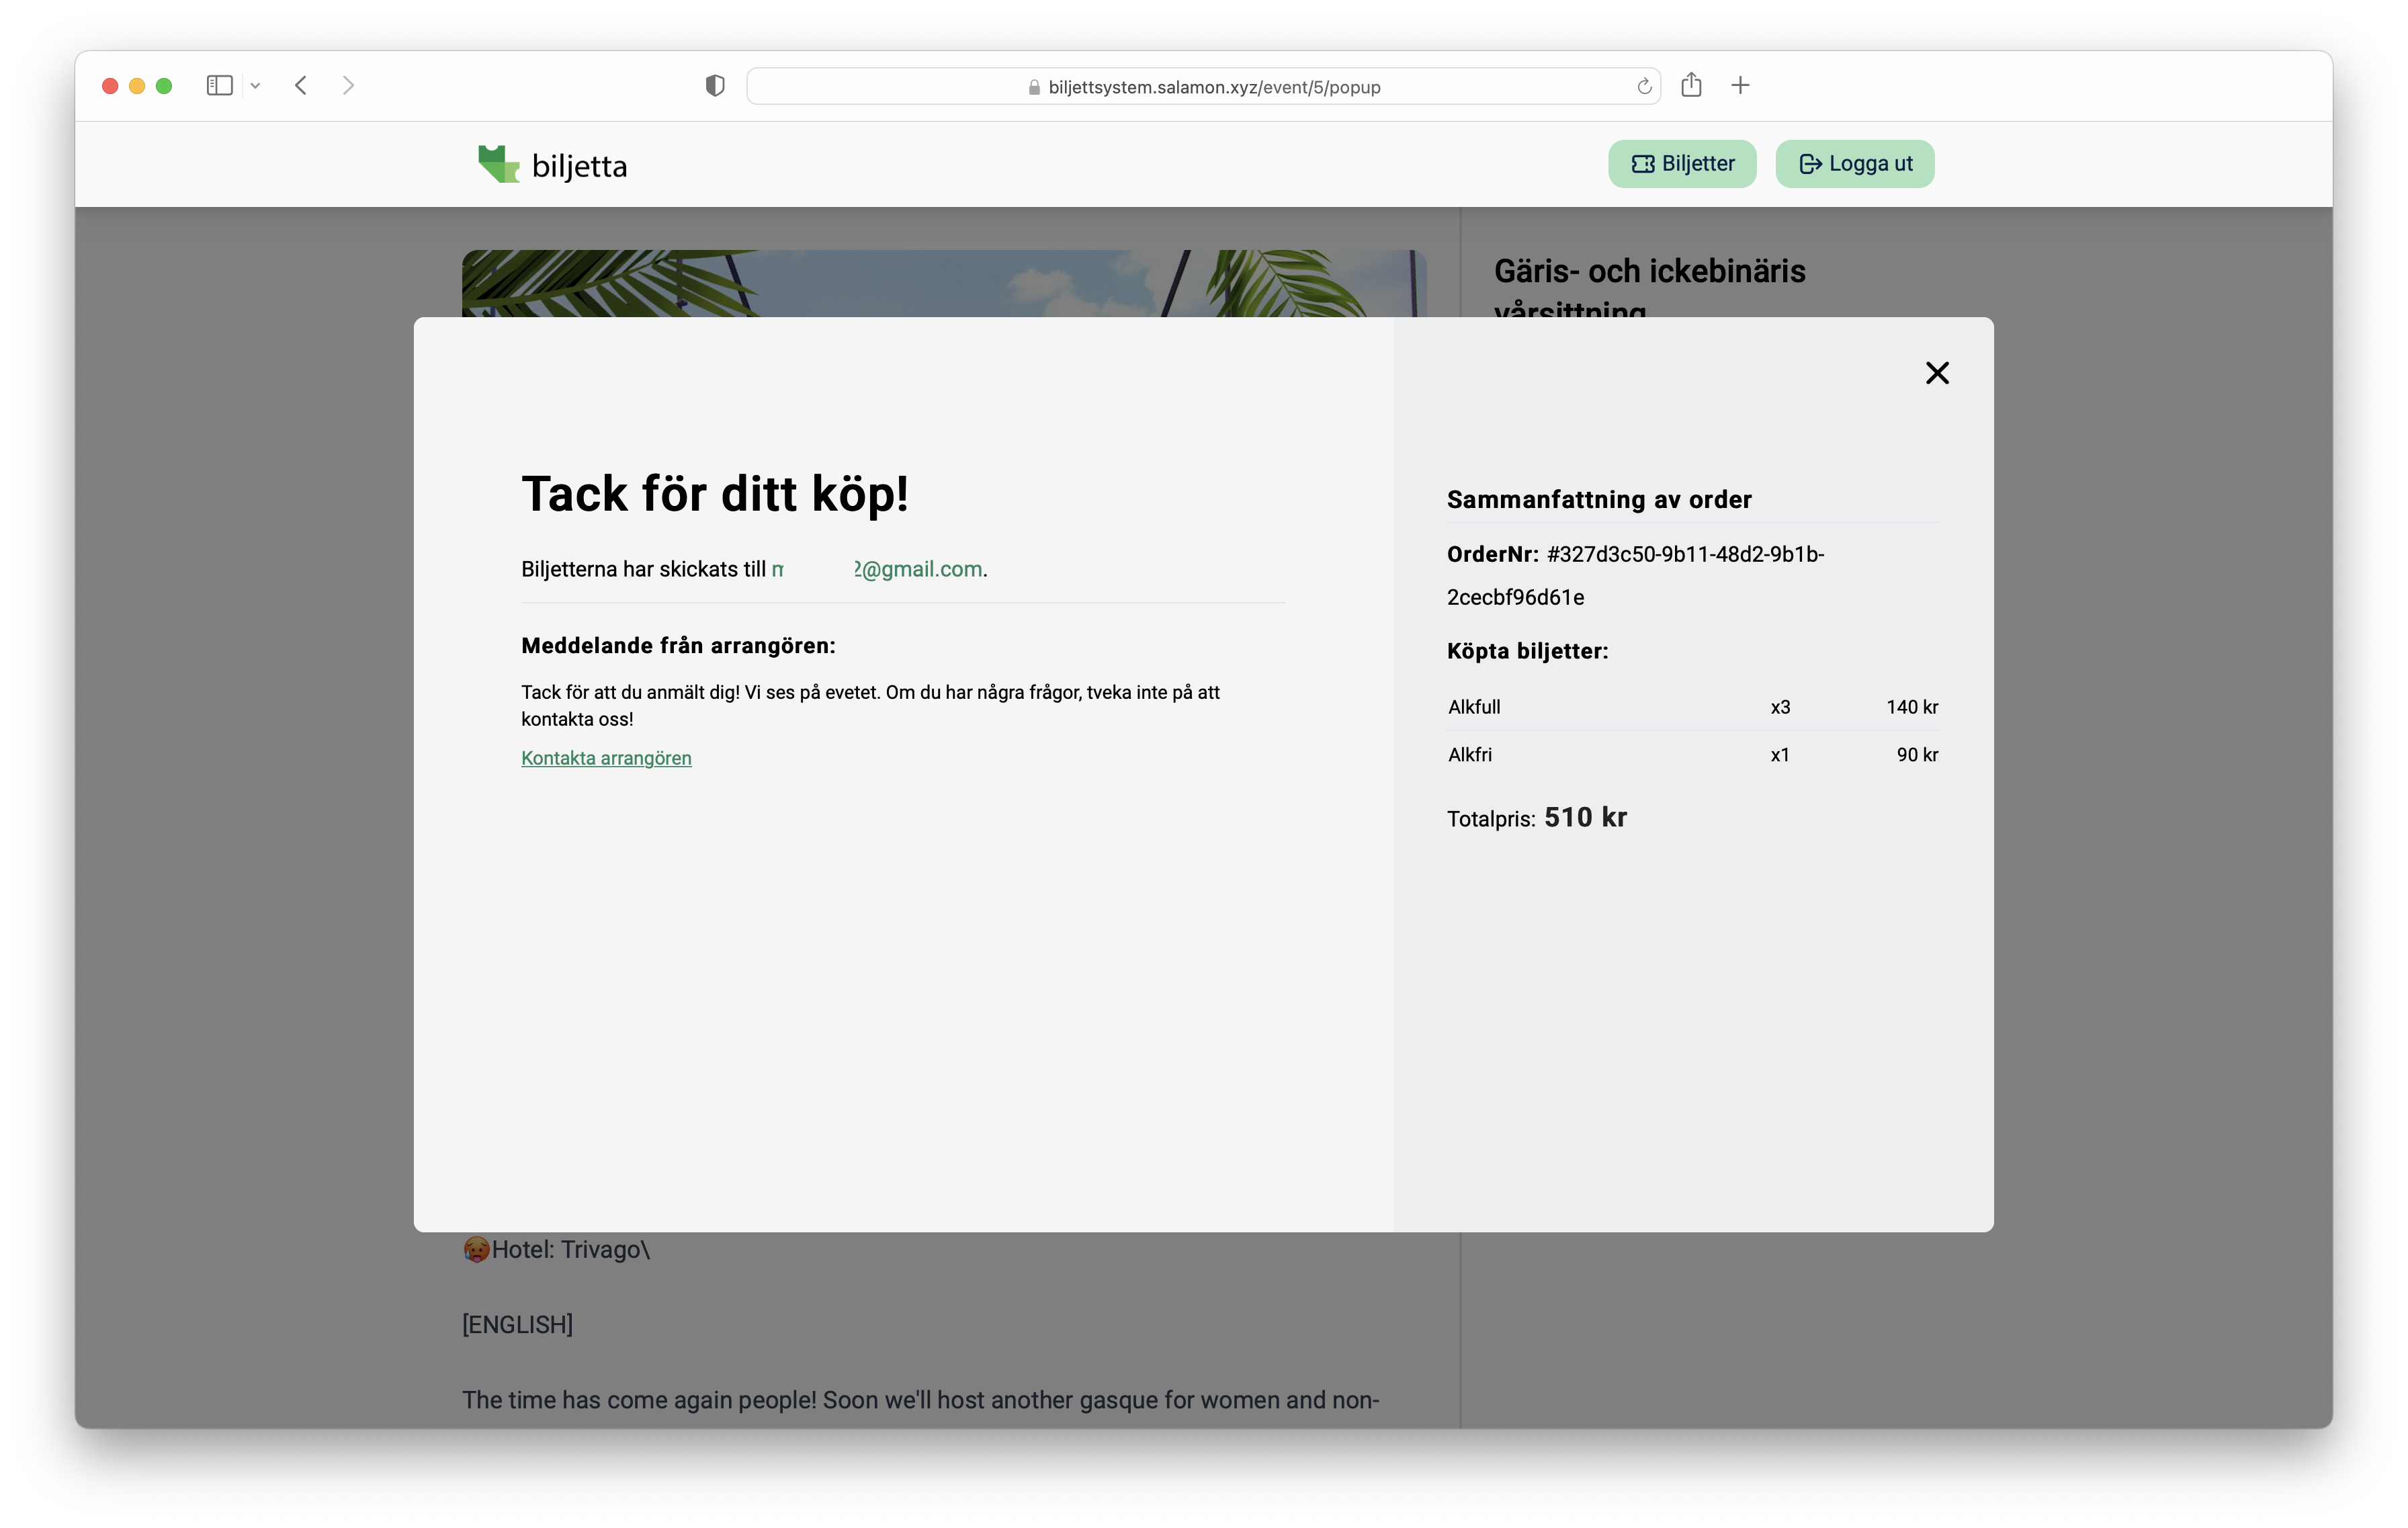 biljettsystem.salamon.xyz/event/5/popup
biljetta
Biljetter
Logga ut
Gäris- och ickebinäris
vårsittning
Tack för ditt köp!
Biljetterna har skickats till m 2@gmail.com.
Meddelande från arrangören:
Tack för att du anmält dig! Vi ses på evetet. Om du har några frågor, tveka inte på att
kontakta oss!
Kontakta arrangören
Sammanfattning av order
OrderNr: #327d3c50-9b11-48d2-9b1b-
2cecbf96d61e
Köpta biljetter:
Alkfull x3 140 kr
Alkfri x1 90 kr
Totalpris: 510 kr
🥵Hotel: Trivago\
[ENGLISH]
The time has come again people! Soon we'll host another gasque for women and non-